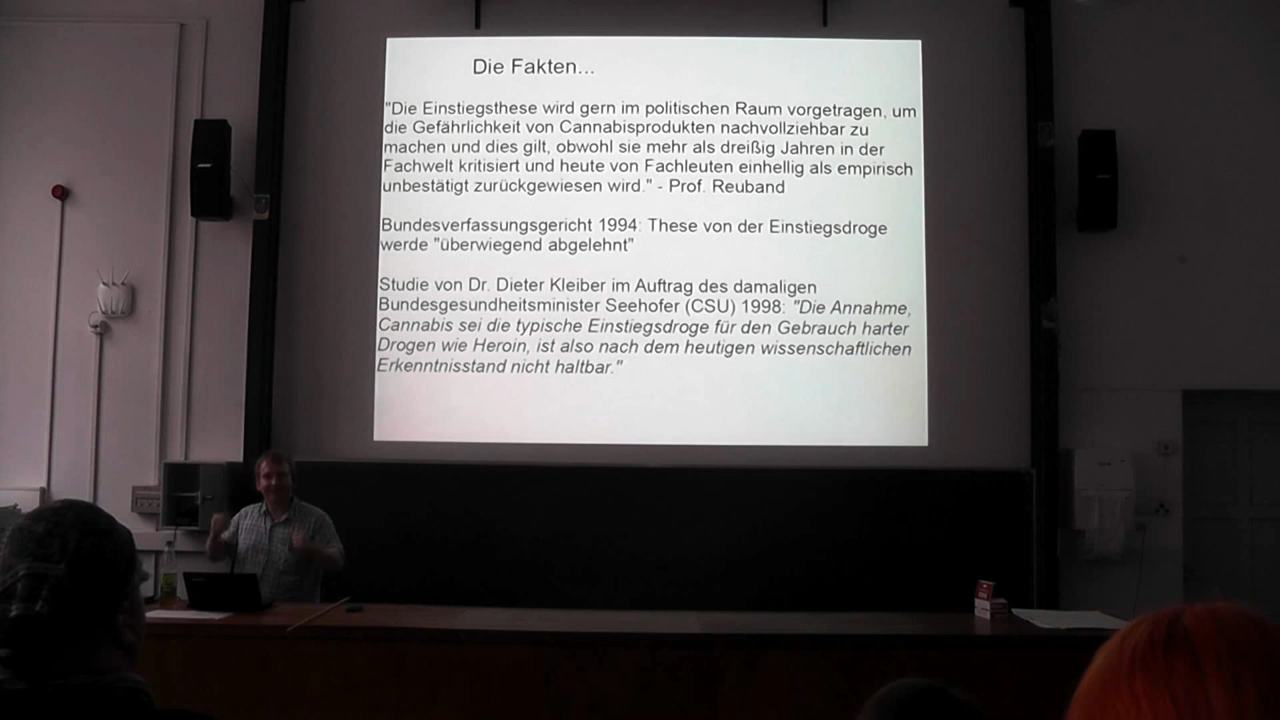 Die Fakten...
"Die Einstiegsthese wird gern im politischen Raum vorgetragen, um
die Gefährlichkeit von Cannabisprodukten nachvollziehbar zu
machen und dies gilt, obwohl sie mehr als dreißig Jahren in der
Fachwelt kritisiert und heute von Fachleuten einhellig als empirisch
unbestätigt zurückgewiesen wird." - Prof. Reuband
Bundesverfassungsgericht 1994: These von der Einstiegsdroge
werde "überwiegend abgelehnt"
Studie von Dr. Dieter Kleiber im Auftrag des damaligen
Bundesgesundheitsminister Seehofer (CSU) 1998: "Die Annahme,
Cannabis sei die typische Einstiegsdroge für den Gebrauch harter
Drogen wie Heroin, ist also nach dem heutigen wissenschaftlichen
Erkenntnisstand nicht haltbar."